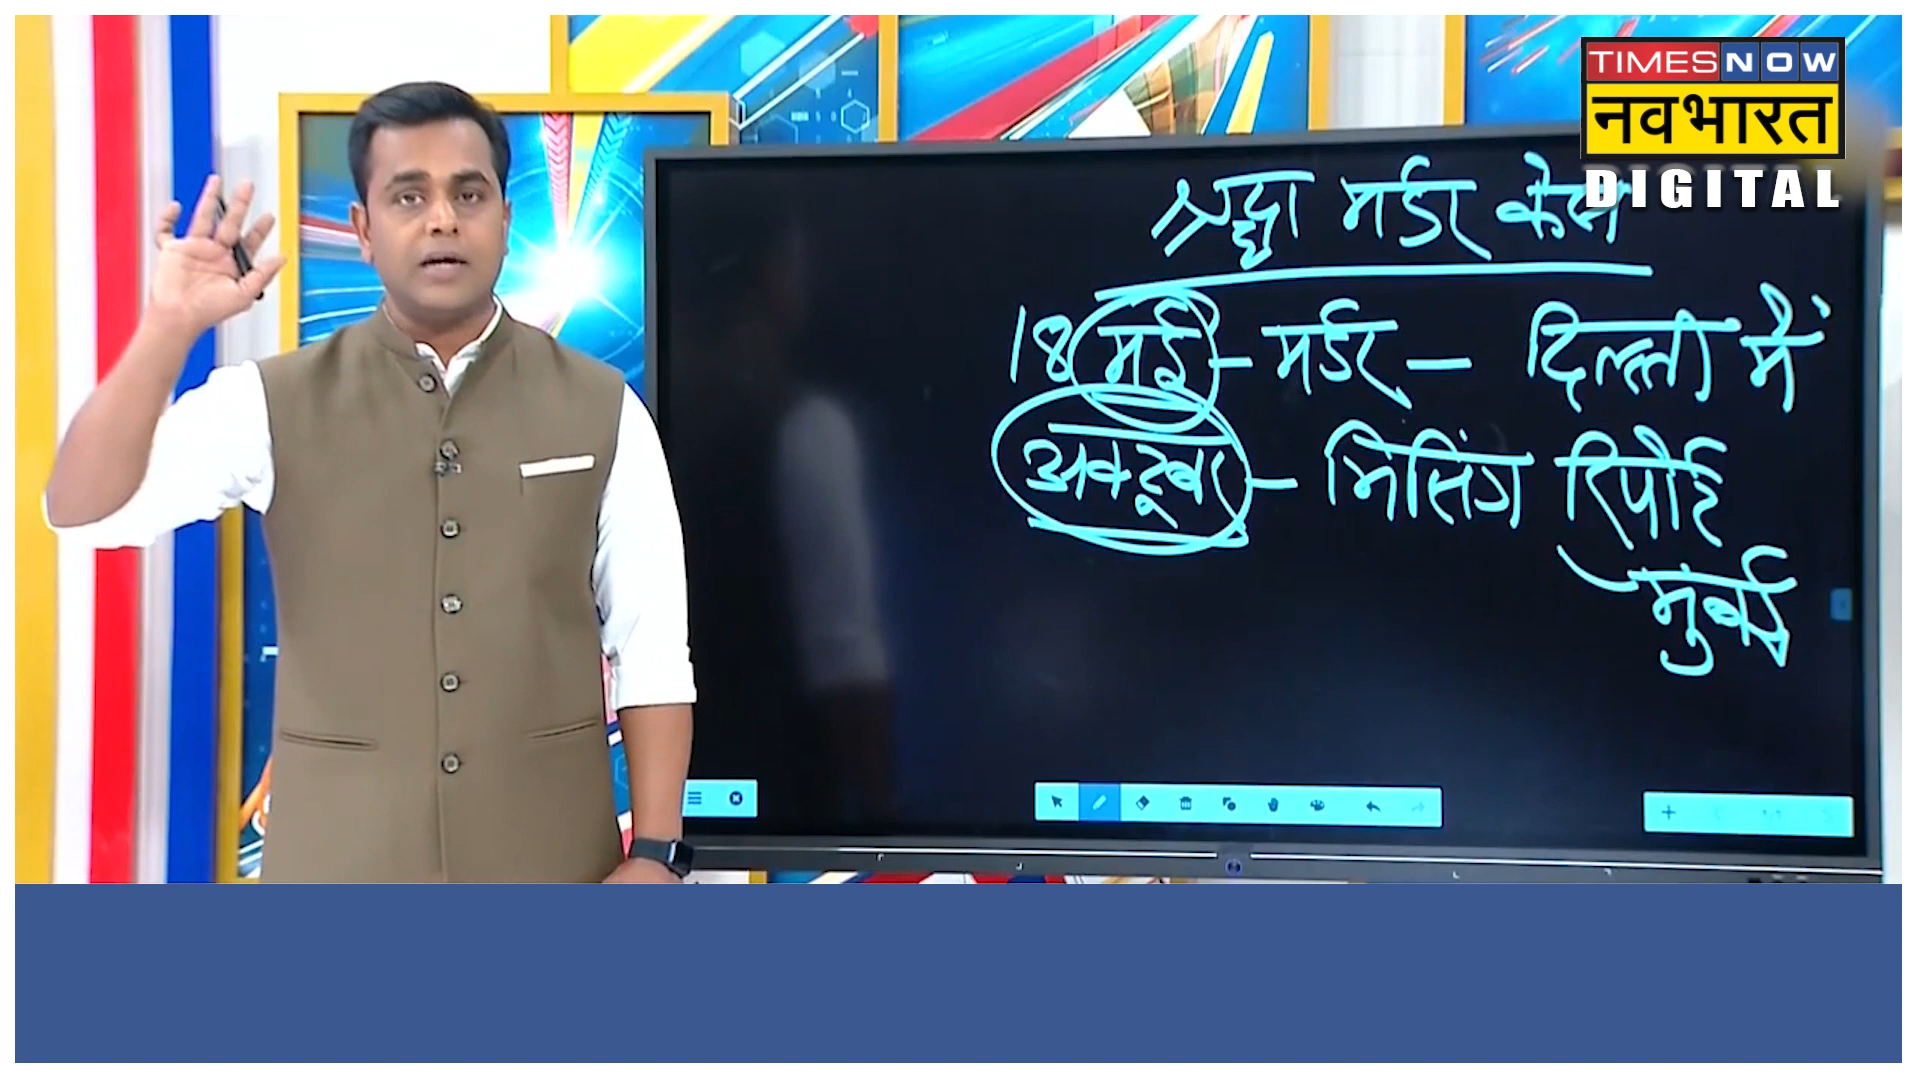 TIMES NOW
नवभारत
DIGITAL
श्रद्धा मर्डर केस
18 मई - मर्डर - दिल्ली में
अक्टूबर - मिसिंग रिपोर्ट
मुंबई